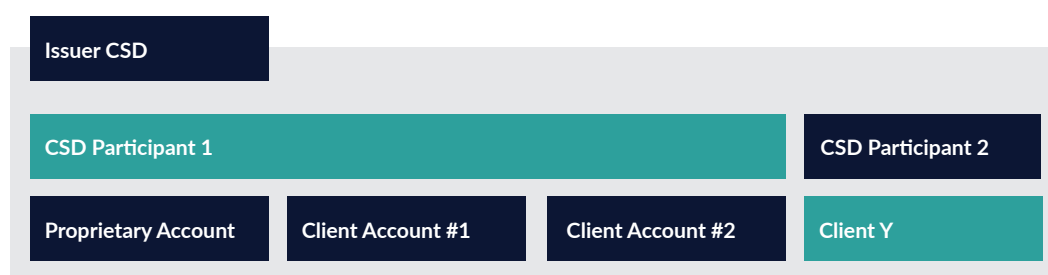 Issuer CSD
CSD Participant 1
CSD Participant 2
Proprietary Account
Client Account #1
Client Account #2
Client Y